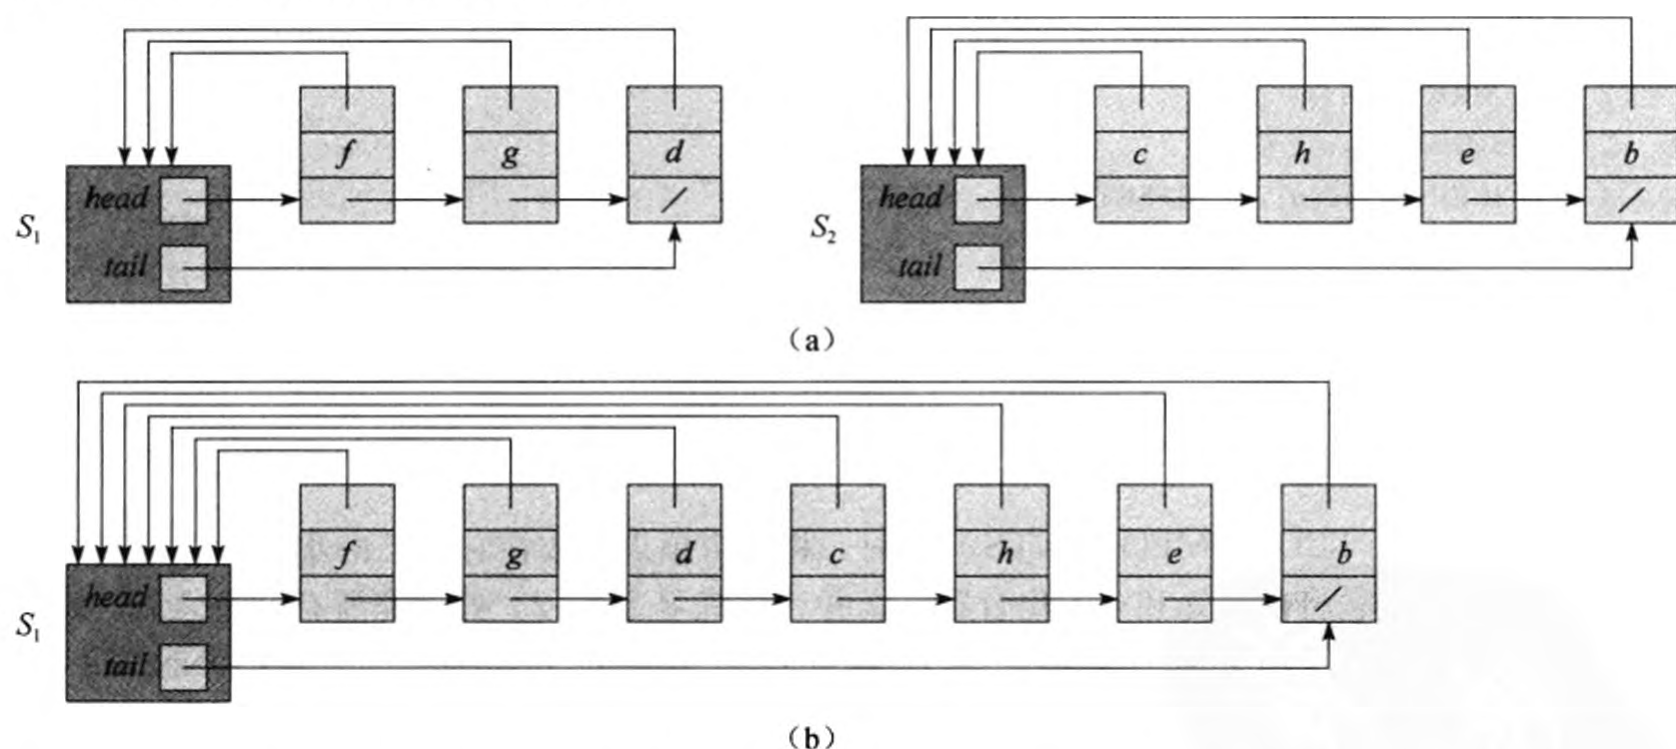 f g d c h e b
head head
S₁ S₂
tail tail
(a)
f g d c h e b
head
S₁
tail
(b)